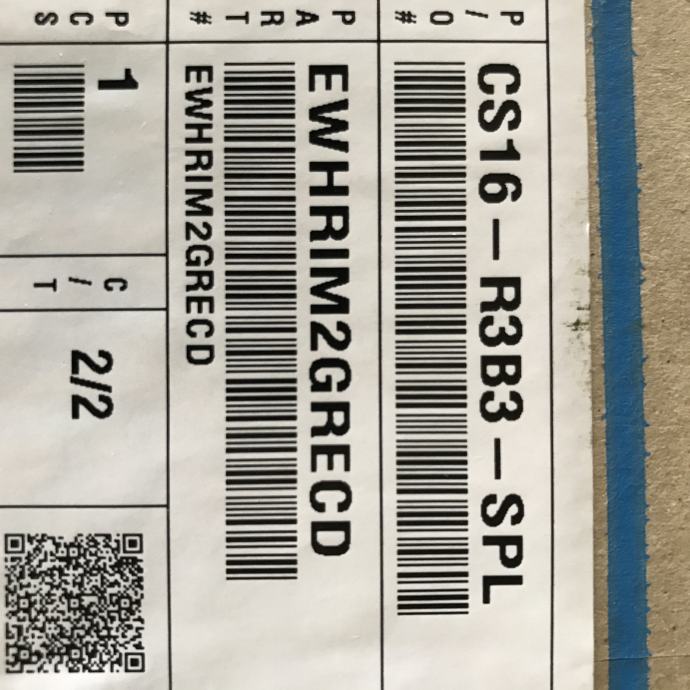 P/O#
CS16-R3B3-SPL
PART#
EWHRIM2GRECD
EWHRIM2GRECD
PCS
1
C/T
2/2